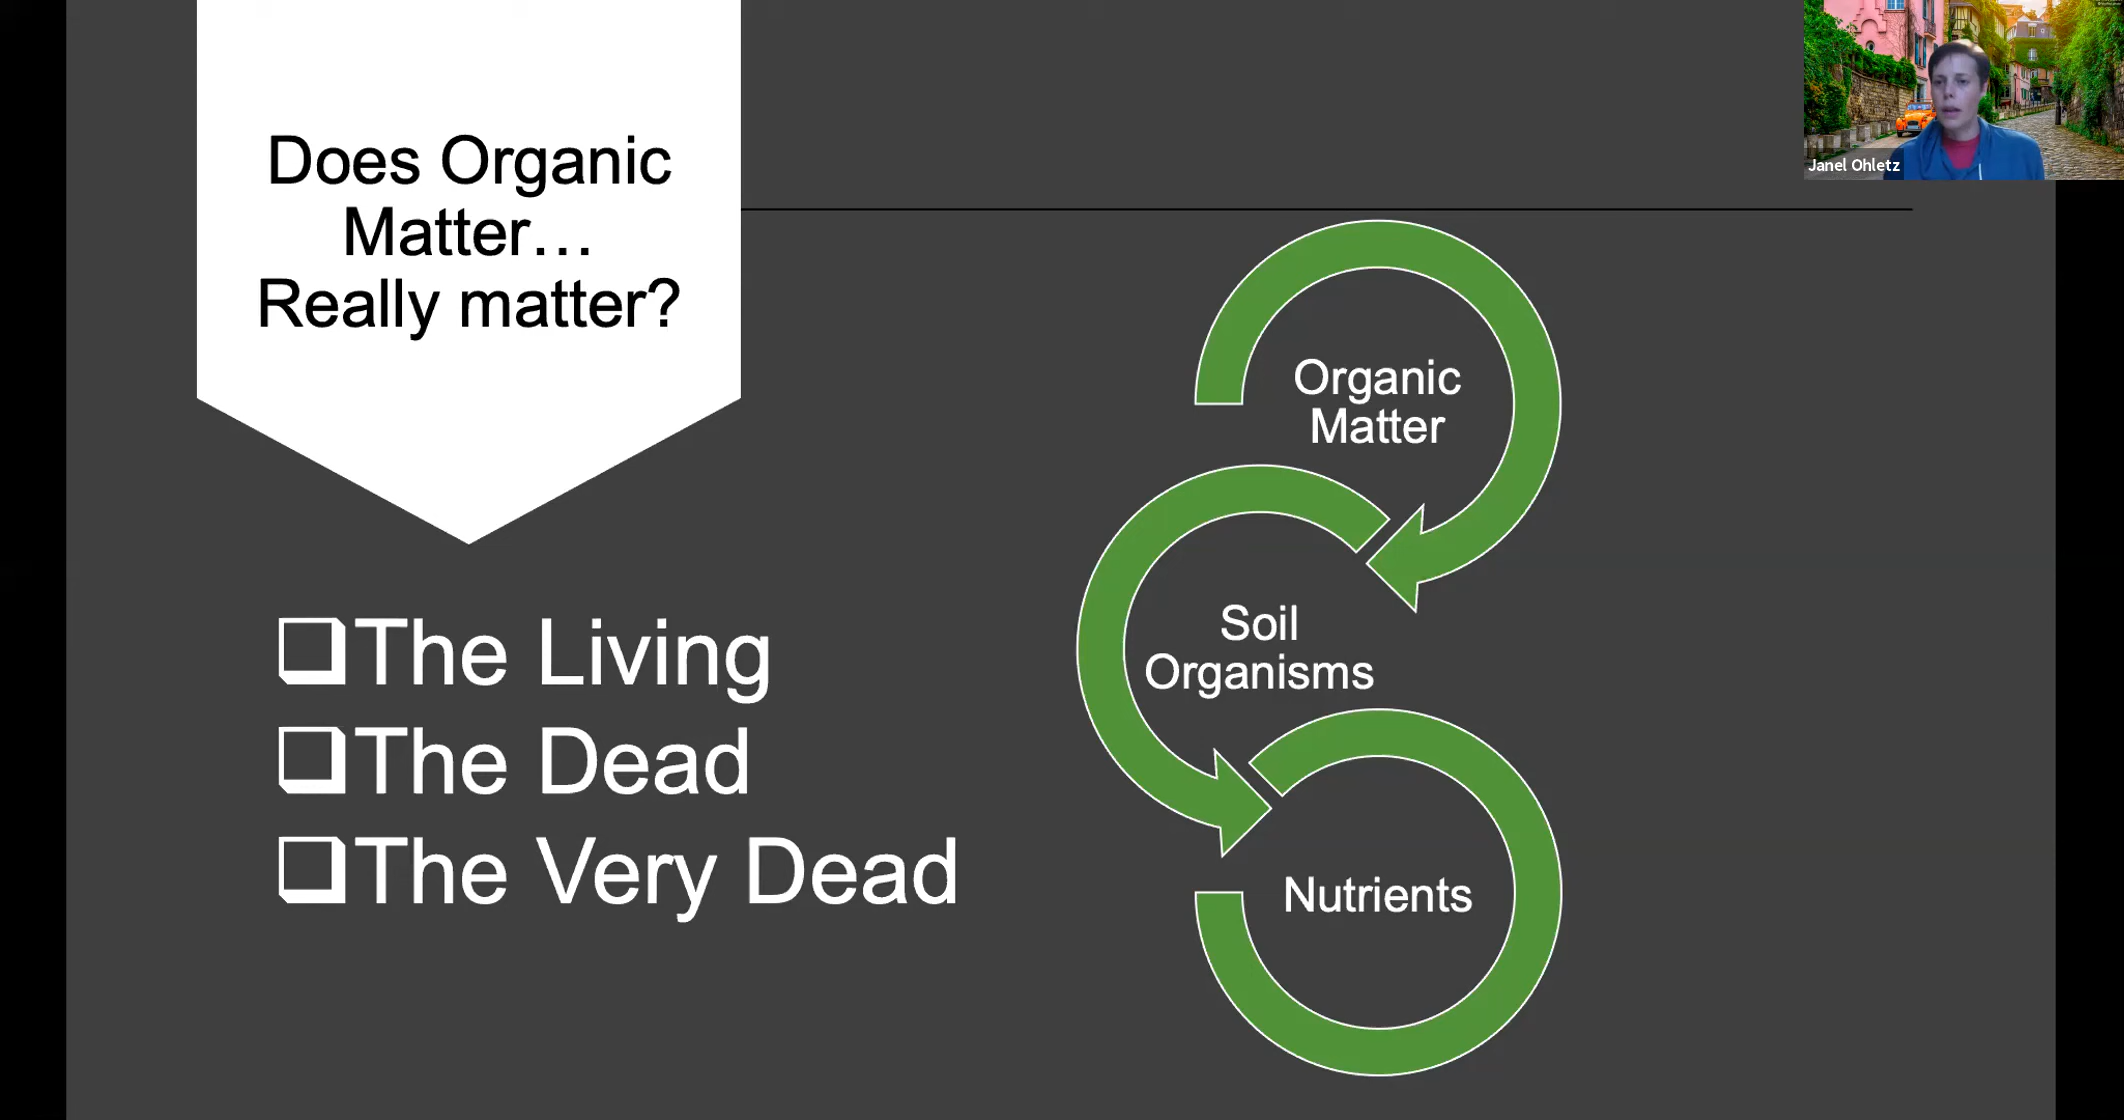 Does Organic
Matter…
Really matter?
The Living
The Dead
The Very Dead
Organic
Matter
Soil
Organisms
Nutrients
Janel Ohletz